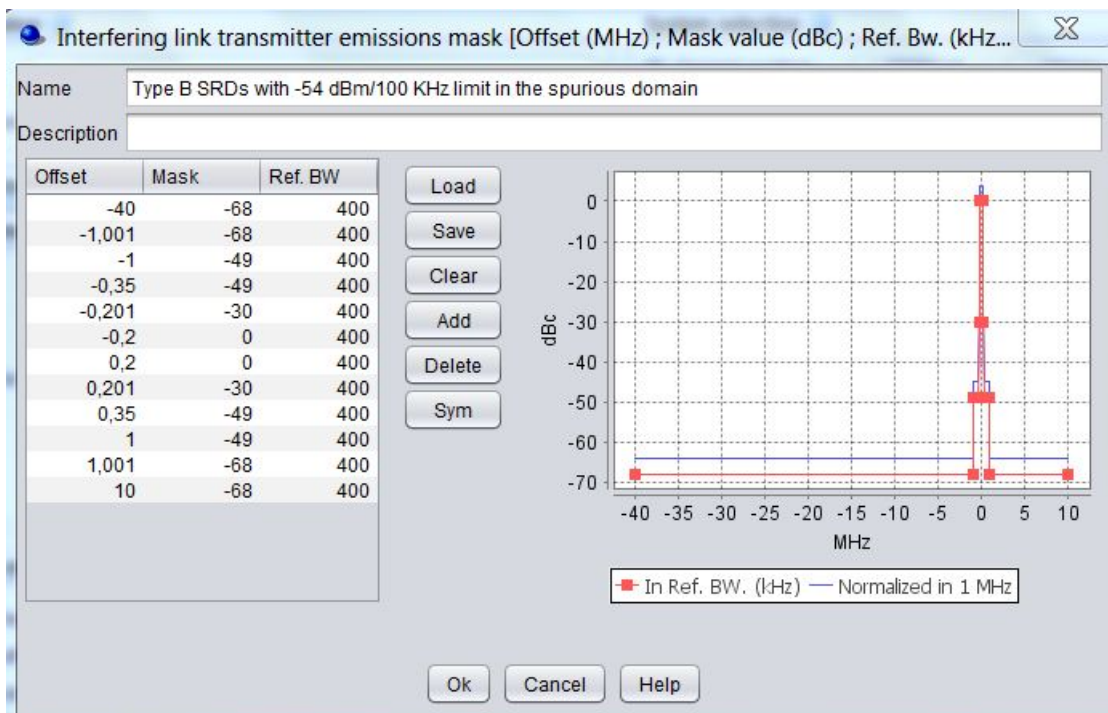 Interfering link transmitter emissions mask [Offset (MHz) ; Mask value (dBc) ; Ref. Bw. (kHz...
Name Type B SRDs with -54 dBm/100 KHz limit in the spurious domain
Description
Offset Mask Ref. BW
-40 -68 400
-1,001 -68 400
-1 -49 400
-0,35 -49 400
-0,201 -30 400
-0,2 0 400
0,2 0 400
0,201 -30 400
0,35 -49 400
1 -49 400
1,001 -68 400
10 -68 400
Load
Save
Clear
Add
Delete
Sym
dBc
0
-10
-20
-30
-40
-50
-60
-70
-40 -35 -30 -25 -20 -15 -10 -5 0 5 10
MHz
In Ref. BW. (kHz) Normalized in 1 MHz
Ok Cancel Help